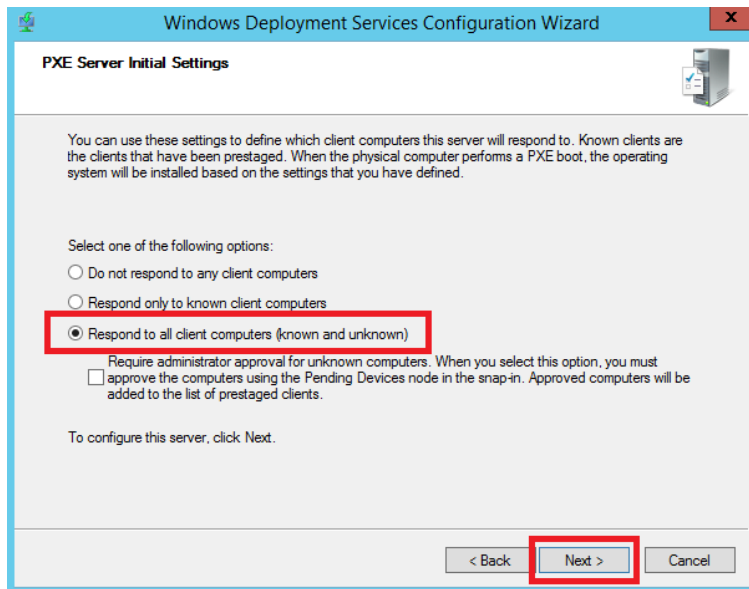 Windows Deployment Services Configuration Wizard
x
PXE Server Initial Settings
You can use these settings to define which client computers this server will respond to. Known clients are
the clients that have been prestaged. When the physical computer performs a PXE boot, the operating
system will be installed based on the settings that you have defined.
Select one of the following options:
Do not respond to any client computers
Respond only to known client computers
Respond to all client computers (known and unknown)
Require administrator approval for unknown computers. When you select this option, you must
approve the computers using the Pending Devices node in the snap-in. Approved computers will be
added to the list of prestaged clients.
To configure this server, click Next.
< Back
Next >
Cancel